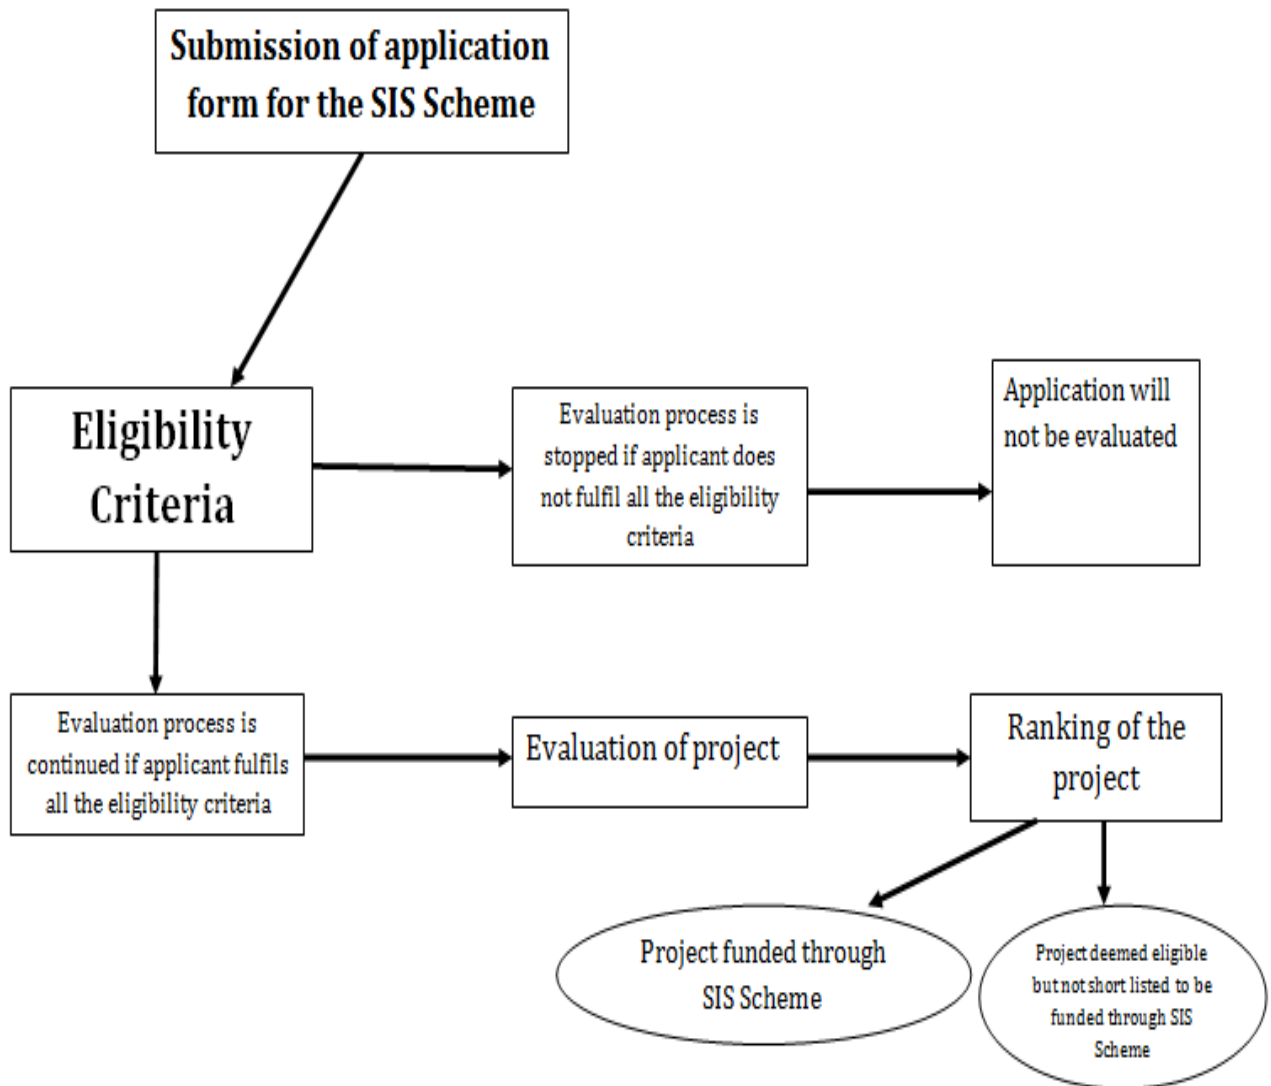 Submission of application
form for the SIS Scheme
Eligibility
Criteria
Evaluation process is
stopped if applicant does
not fulfil all the eligibility
criteria
Application will
not be evaluated
Evaluation process is
continued if applicant fulfils
all the eligibility criteria
Evaluation of project
Ranking of the
project
Project funded through
SIS Scheme
Project deemed eligible
but not short listed to be
funded through SIS
Scheme